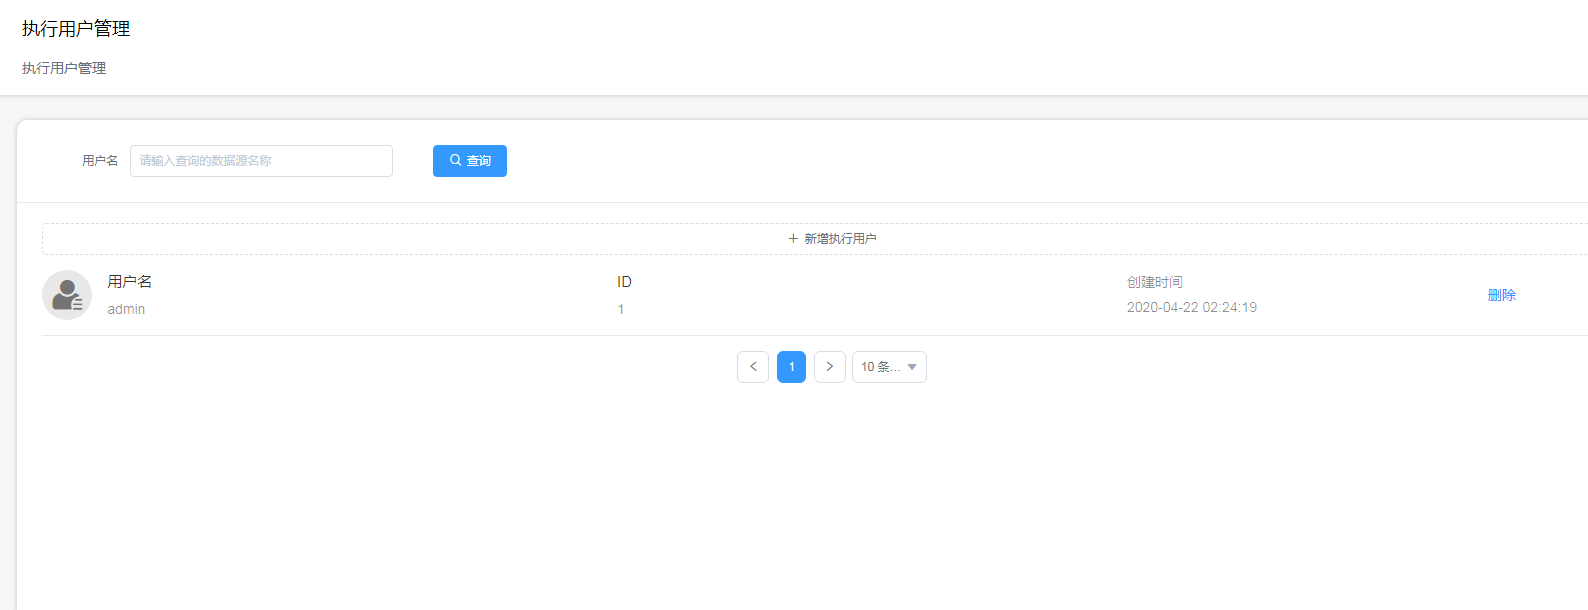 执行用户管理
执行用户管理
用户名 请输入查询的数据源名称 查询
+ 新增执行用户
用户名 ID 创建时间
admin 1 2020-04-22 02:24:19 删除
< 1 > 10 条...